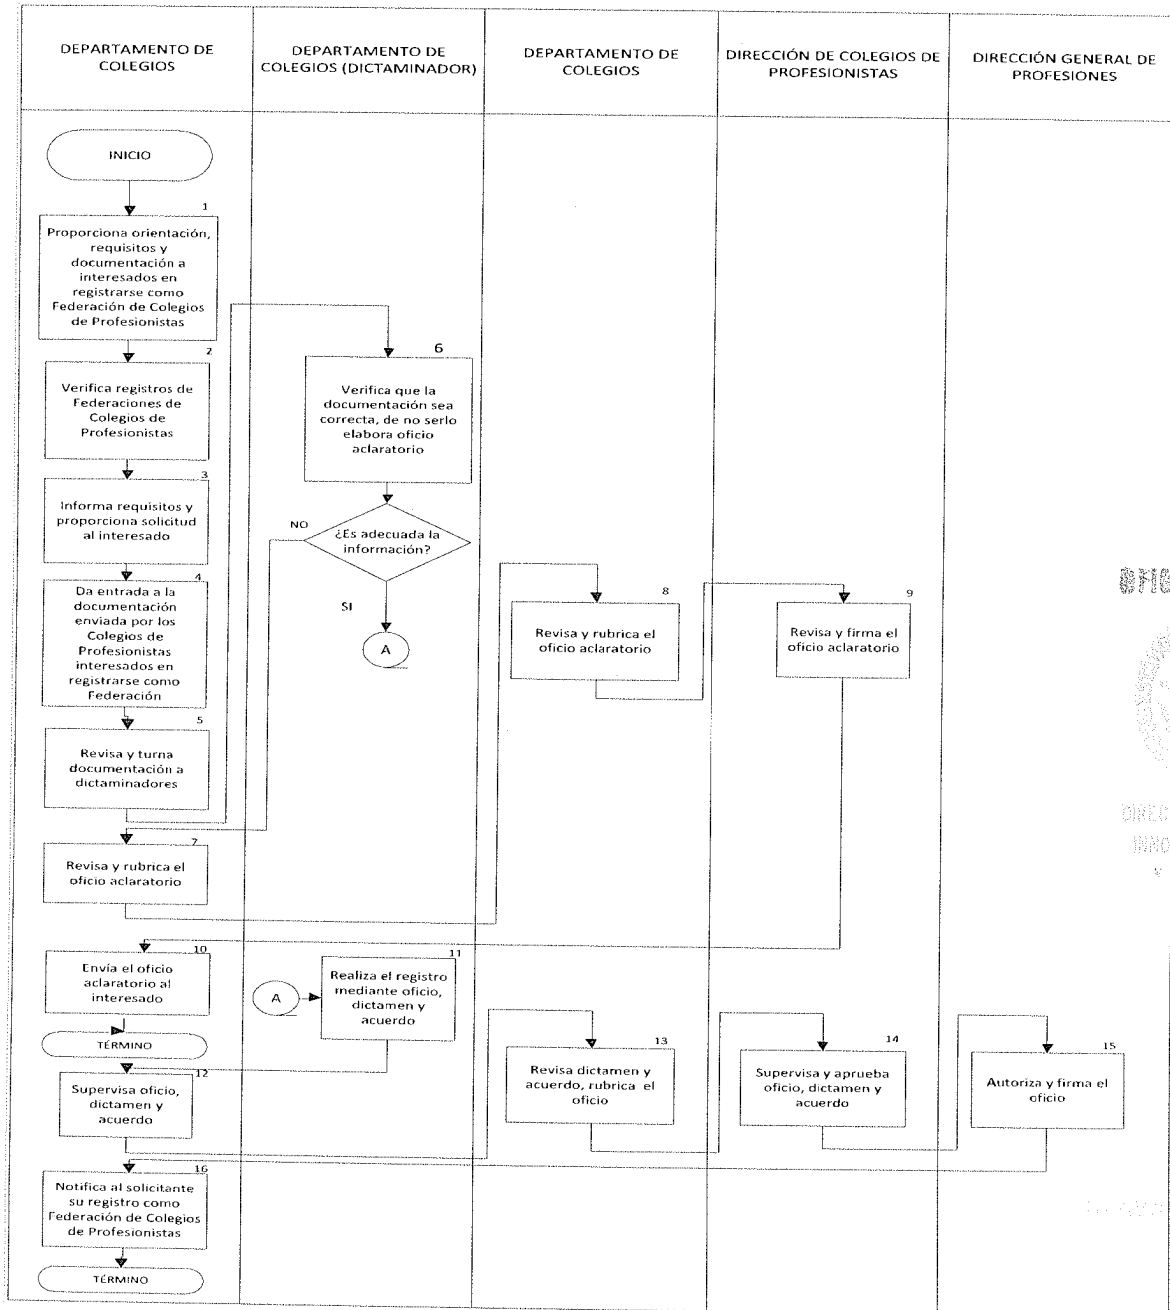 DEPARTAMENTO DE
COLEGIOS
DEPARTAMENTO DE
COLEGIOS (DICTAMINADOR)
DEPARTAMENTO DE
COLEGIOS
DIRECCIÓN DE COLEGIOS DE
PROFESIONISTAS
DIRECCIÓN GENERAL DE
PROFESIONES
INICIO
1
Proporciona orientación,
requisitos y
documentación a
interesados en
registrarse como
Federación de Colegios
de Profesionistas
2
Verifica registros de
Federaciones de
Colegios de
Profesionistas
3
Informa requisitos y
proporciona solicitud
al interesado
4
Da entrada a la
documentación
enviada por los
Colegios de
Profesionistas
interesados en
registrarse como
Federación
5
Revisa y turna
documentación a
dictaminadores
6
Verifica que la
documentación sea
correcta, de no serlo
elabora oficio
aclaratorio
¿Es adecuada la
información?
NO
SI
A
7
Revisa y rubrica el
oficio aclaratorio
8
Revisa y rubrica el
oficio aclaratorio
9
Revisa y firma el
oficio aclaratorio
10
Envía el oficio
aclaratorio al
interesado
TÉRMINO
A
11
Realiza el registro
mediante oficio,
dictamen y
acuerdo
12
Supervisa oficio,
dictamen y
acuerdo
13
Revisa dictamen y
acuerdo, rubrica el
oficio
14
Supervisa y aprueba
oficio, dictamen y
acuerdo
15
Autoriza y firma el
oficio
16
Notifica al solicitante
su registro como
Federación de Colegios
de Profesionistas
TÉRMINO
DIREC
INNO
Y